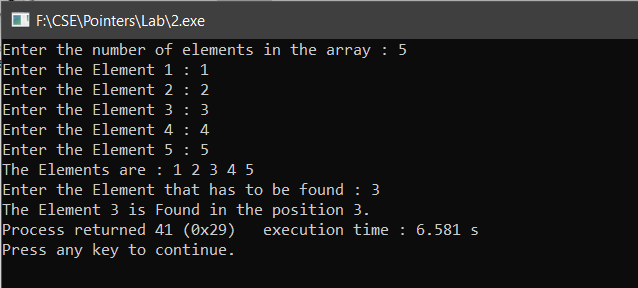 F:\CSE\Pointers\Lab\2.exe
Enter the number of elements in the array : 5
Enter the Element 1 : 1
Enter the Element 2 : 2
Enter the Element 3 : 3
Enter the Element 4 : 4
Enter the Element 5 : 5
The Elements are : 1 2 3 4 5
Enter the Element that has to be found : 3
The Element 3 is Found in the position 3.
Process returned 41 (0x29)   execution time : 6.581 s
Press any key to continue.